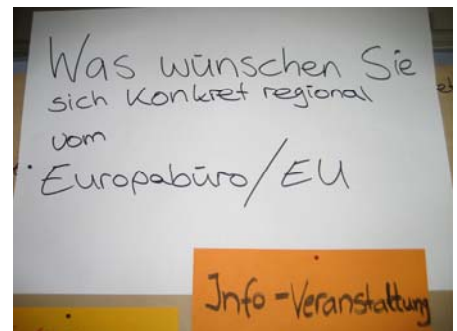 Was wünschen Sie
sich konkret regional
vom
Europabüro/EU
Info-Veranstaltung